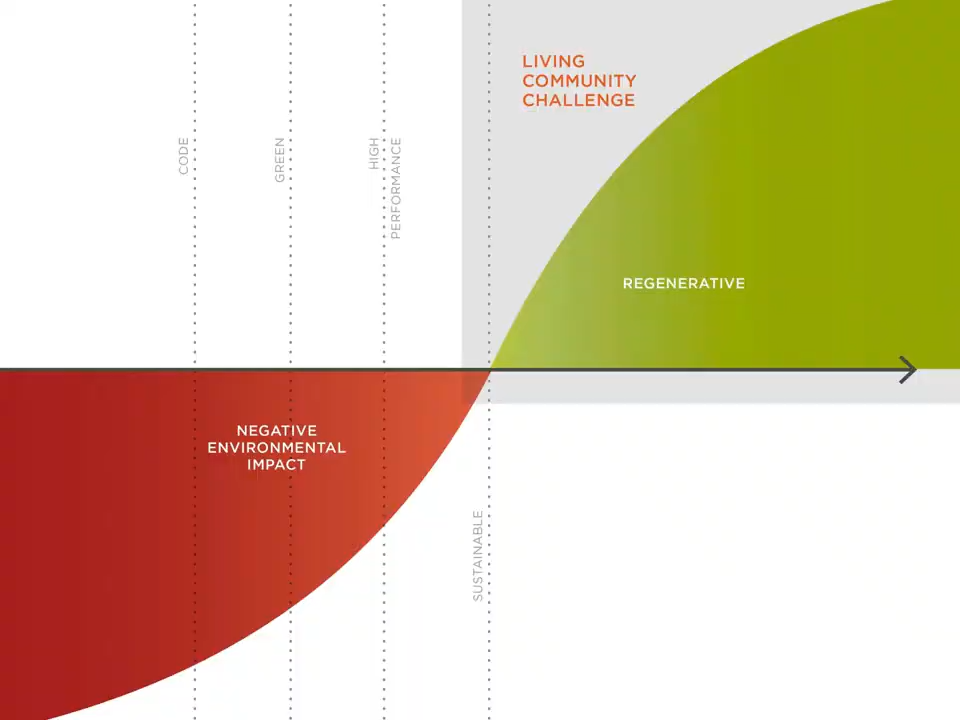 LIVING
COMMUNITY
CHALLENGE
CODE
GREEN
HIGH
PERFORMANCE
REGENERATIVE
NEGATIVE
ENVIRONMENTAL
IMPACT
SUSTAINABLE